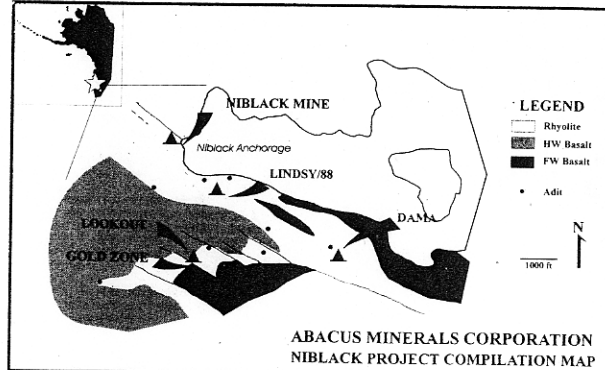 NIBLACK MINE
Niblack Anchorage
LINDSY/88
DAMA
LOOKOUT
GOLD ZONE
LEGEND
Rhyolite
HW Basalt
FW Basalt
Adit
N
1000 ft
ABACUS MINERALS CORPORATION
NIBLACK PROJECT COMPILATION MAP